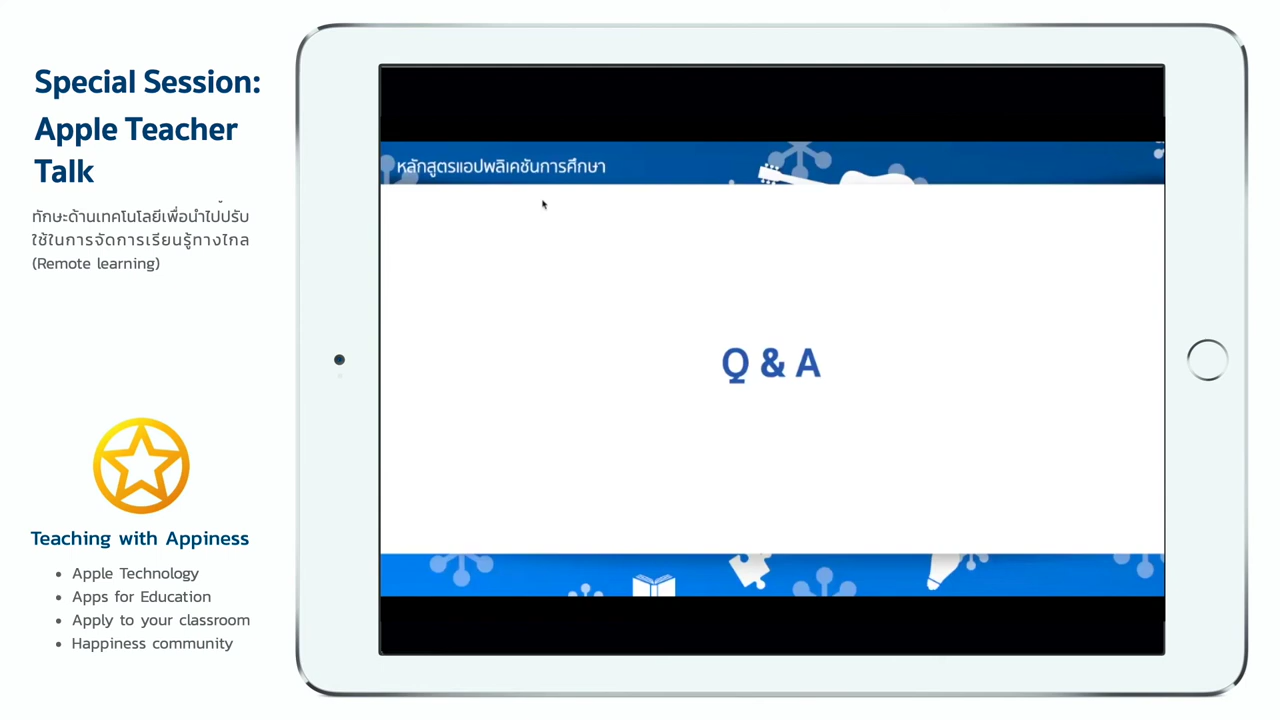 Special Session:
Apple Teacher
Talk
ทักษะด้านเทคโนโลยีเพื่อนำไปปรับ
ใช้ในการจัดการเรียนรู้ทางไกล
(Remote learning)
Teaching with Appiness
• Apple Technology
• Apps for Education
• Apply to your classroom
• Happiness community
หลักสูตรแอปพลิเคชันการศึกษา
Q & A